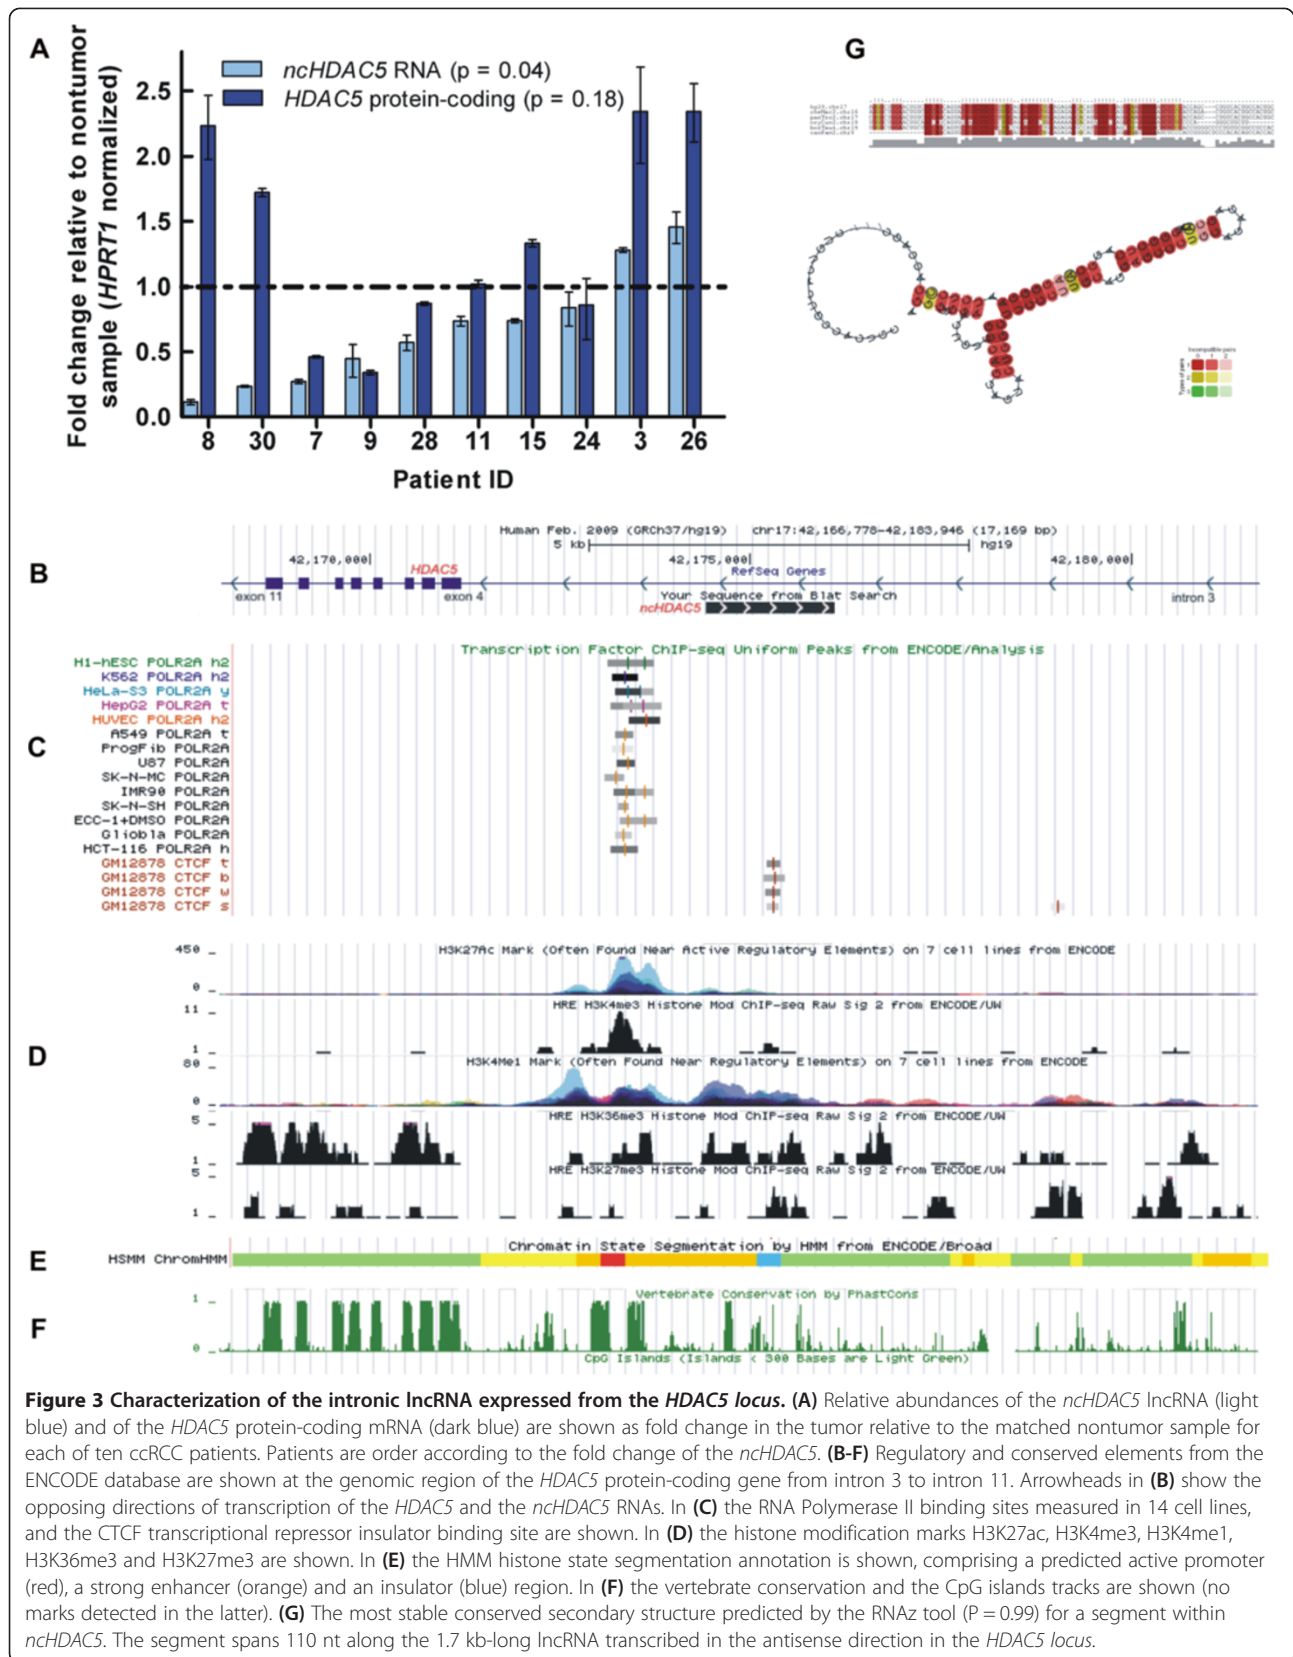 A
G
ncHDAC5 RNA (p = 0.04)
HDAC5 protein-coding (p = 0.18)
Fold change relative to nontumor
sample (HPRT1 normalized)
2.5
2.0
1.5
1.0
0.5
0.0
8 30 7 9 28 11 15 24 3 26
Patient ID
Incompatible pairs
0 1 2
Types of pairs
B
Human Feb. 2009 (GRCh37/hg19) chr17:42,166,778-42,183,946 (17,169 bp)
5 kb hg19
42,170,000 42,175,000 42,180,000
HDAC5
RefSeq Genes
exon 11 exon 4 Your Sequence from Blat Search intron 3
ncHDAC5
C
Transcription Factor ChIP-seq Uniform Peaks from ENCODE/Analysis
H1-hESC POLR2A h2
K562 POLR2A h2
HeLa-S3 POLR2A y
HepG2 POLR2A t
HUVEC POLR2A h2
A549 POLR2A t
ProgFib POLR2A
U87 POLR2A
SK-N-MC POLR2A
IMR90 POLR2A
SK-N-SH POLR2A
ECC-1+DMSO POLR2A
Gliobla POLR2A
HCT-116 POLR2A h
GM12878 CTCF t
GM12878 CTCF b
GM12878 CTCF w
GM12878 CTCF s
D
450
H3K27Ac Mark (Often Found Near Active Regulatory Elements) on 7 cell lines from ENCODE
0
HRE H3K4me3 Histone Mod ChIP-seq Raw Sig 2 from ENCODE/UW
11
1
H3K4Me1 Mark (Often Found Near Regulatory Elements) on 7 cell lines from ENCODE
80
0
HRE H3K36me3 Histone Mod ChIP-seq Raw Sig 2 from ENCODE/UW
5
1
HRE H3K27me3 Histone Mod ChIP-seq Raw Sig 2 from ENCODE/UW
5
1
E
Chromatin State Segmentation by HMM from ENCODE/Broad
HSMM ChromHMM
F
Vertebrate Conservation by PhastCons
1
0
CpG Islands (Islands < 300 Bases are Light Green)
Figure 3 Characterization of the intronic lncRNA expressed from the HDAC5 locus. (A) Relative abundances of the ncHDAC5 lncRNA (light
blue) and of the HDAC5 protein-coding mRNA (dark blue) are shown as fold change in the tumor relative to the matched nontumor sample for
each of ten ccRCC patients. Patients are order according to the fold change of the ncHDAC5. (B-F) Regulatory and conserved elements from the
ENCODE database are shown at the genomic region of the HDAC5 protein-coding gene from intron 3 to intron 11. Arrowheads in (B) show the
opposing directions of transcription of the HDAC5 and the ncHDAC5 RNAs. In (C) the RNA Polymerase II binding sites measured in 14 cell lines,
and the CTCF transcriptional repressor insulator binding site are shown. In (D) the histone modification marks H3K27ac, H3K4me3, H3K4me1,
H3K36me3 and H3K27me3 are shown. In (E) the HMM histone state segmentation annotation is shown, comprising a predicted active promoter
(red), a strong enhancer (orange) and an insulator (blue) region. In (F) the vertebrate conservation and the CpG islands tracks are shown (no
marks detected in the latter). (G) The most stable conserved secondary structure predicted by the RNAz tool (P = 0.99) for a segment within
ncHDAC5. The segment spans 110 nt along the 1.7 kb-long lncRNA transcribed in the antisense direction in the HDAC5 locus.